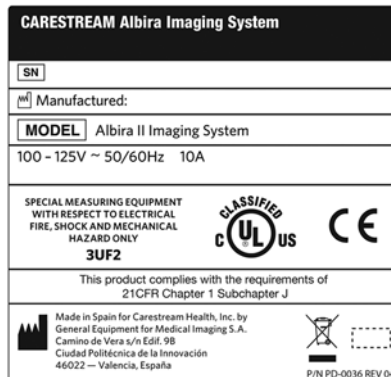 CARESTREAM Albira Imaging System
SN
Manufactured:
MODEL Albira II Imaging System
100 - 125V ~ 50/60Hz 10A
SPECIAL MEASURING EQUIPMENT
WITH RESPECT TO ELECTRICAL
FIRE, SHOCK AND MECHANICAL
HAZARD ONLY
3UF2
CLASSIFIED
C UL US
CE
This product complies with the requirements of
21CFR Chapter 1 Subchapter J
Made in Spain for Carestream Health, Inc. by
General Equipment for Medical Imaging S.A.
Camino de Vera s/n Edif. 9B
Ciudad Politécnica de la Innovación
46022 — Valencia, España
P/N PD-0036 REV 04